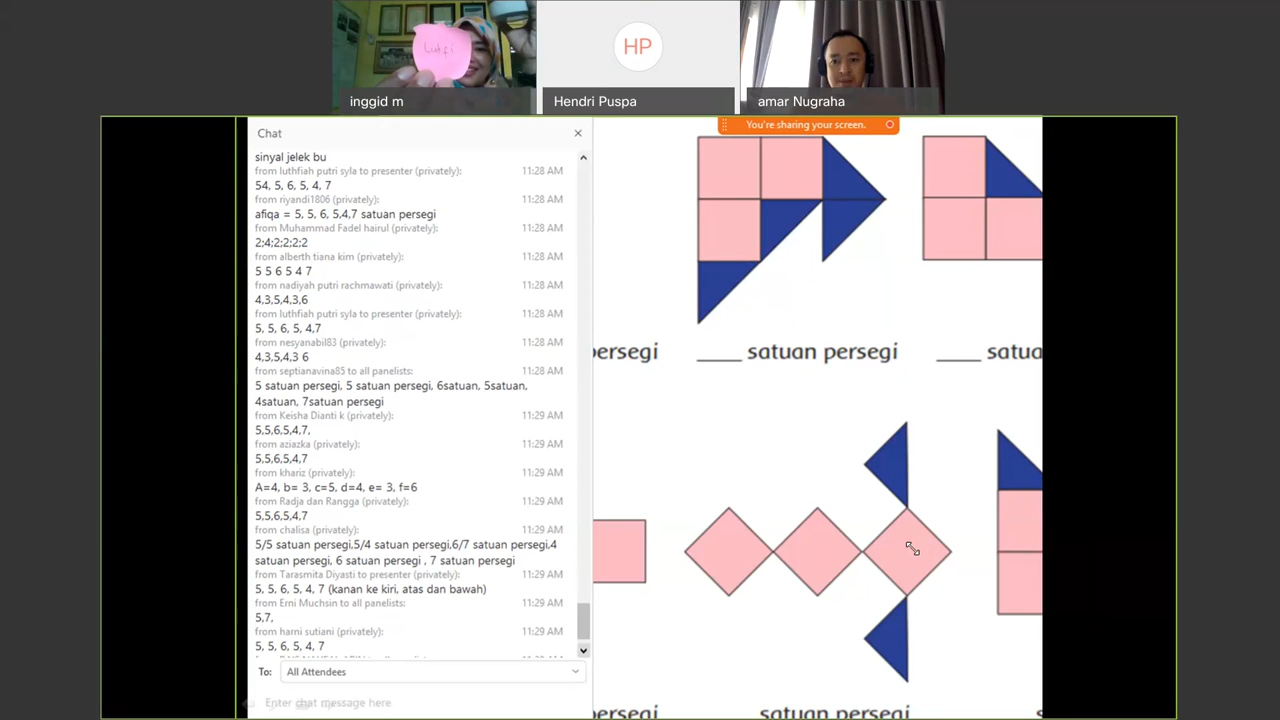 Lutfi
HP
inggid m
Hendri Puspa
amar Nugraha
You're sharing your screen.
Chat
sinyal jelek bu
from luthfiah putri syla to presenter (privately): 11:28 AM
54, 5, 6, 5, 4, 7
from riyandi1806 (privately): 11:28 AM
afiqa = 5, 5, 6, 5,4,7 satuan persegi
from Muhammad Fadel hairul (privately): 11:28 AM
2;4;2;2;2;2
from alberth tiana kim (privately): 11:28 AM
5 5 6 5 4 7
from nadiyah putri rachmawati (privately): 11:28 AM
4,3,5,4,3,6
from luthfiah putri syla to presenter (privately): 11:28 AM
5, 5, 6, 5, 4,7
from nesyanabil83 (privately): 11:28 AM
4,3,5,4,3 6
from septianavina85 to all panelists: 11:28 AM
5 satuan persegi, 5 satuan persegi, 6satuan, 5satuan,
4satuan, 7satuan persegi
from Keisha Dianti k (privately): 11:29 AM
5,5,6,5,4,7,
from aziazka (privately): 11:29 AM
5,5,6,5,4,7
from khariz (privately): 11:29 AM
A=4, b= 3, c=5, d=4, e= 3, f=6
from Radja dan Rangga (privately): 11:29 AM
5,5,6,5,4,7
from chalisa (privately): 11:29 AM
5/5 satuan persegi,5/4 satuan persegi,6/7 satuan persegi,4
satuan persegi, 6 satuan persegi , 7 satuan persegi
from Tarasmita Diyasti to presenter (privately): 11:29 AM
5, 5, 6, 5, 4, 7 (kanan ke kiri, atas dan bawah)
from Erni Muchsin to all panelists: 11:29 AM
5,7,
from harni sutiani (privately): 11:29 AM
5, 5, 6, 5, 4, 7
To: All Attendees
Enter chat message here
persegi ____ satuan persegi ____ satua
persegi satuan persegi